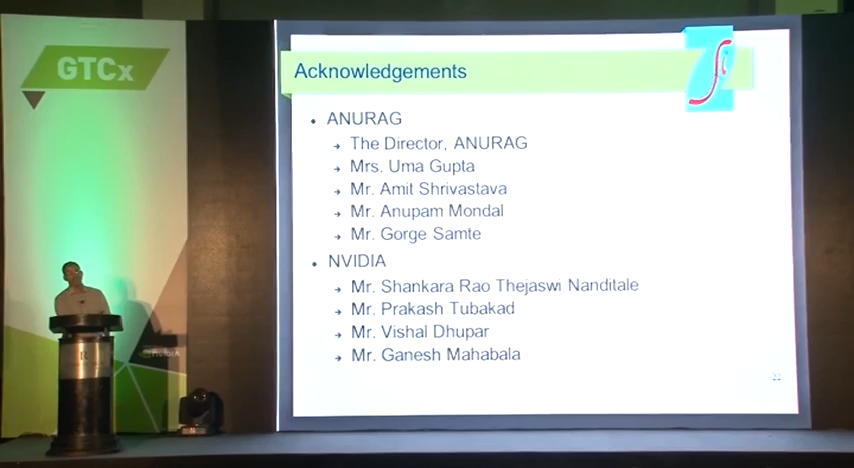 GTCx
Acknowledgements
• ANURAG
➔ The Director, ANURAG
➔ Mrs. Uma Gupta
➔ Mr. Amit Shrivastava
➔ Mr. Anupam Mondal
➔ Mr. Gorge Samte
• NVIDIA
➔ Mr. Shankara Rao Thejaswi Nanditale
➔ Mr. Prakash Tubakad
➔ Mr. Vishal Dhupar
➔ Mr. Ganesh Mahabala
NVIDIA